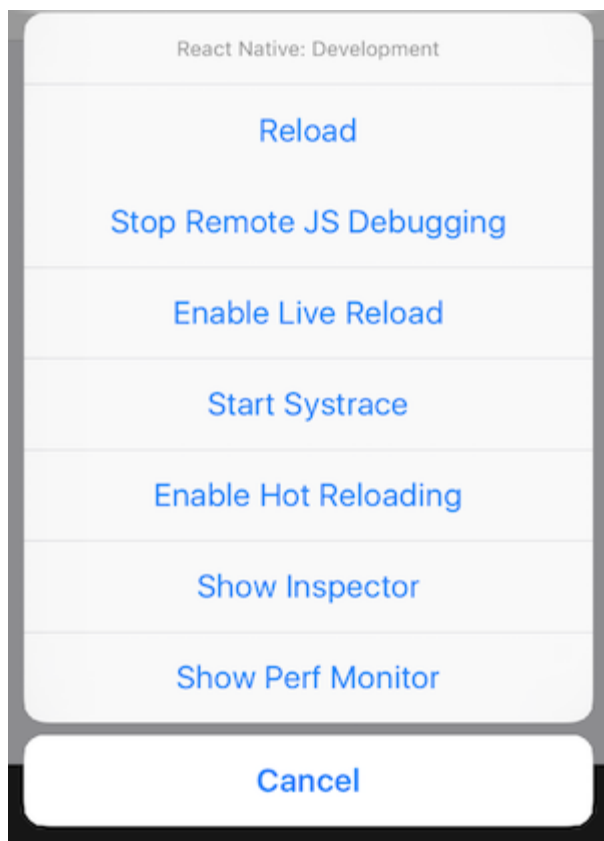 React Native: Development
Reload
Stop Remote JS Debugging
Enable Live Reload
Start Systrace
Enable Hot Reloading
Show Inspector
Show Perf Monitor
Cancel